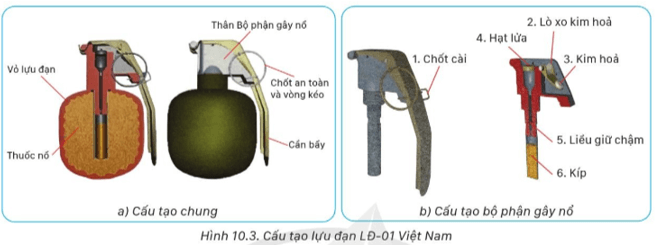 Thân Bộ phận gây nổ
Vỏ lựu đạn
Chốt an toàn
và vòng kéo
Thuốc nổ
Cần bẩy
a) Cấu tạo chung
2. Lò xo kim hoả
4. Hạt lửa
1. Chốt cài
3. Kim hoả
5. Liều giữ chậm
6. Kíp
b) Cấu tạo bộ phận gây nổ
Hình 10.3. Cấu tạo lựu đạn LĐ-01 Việt Nam